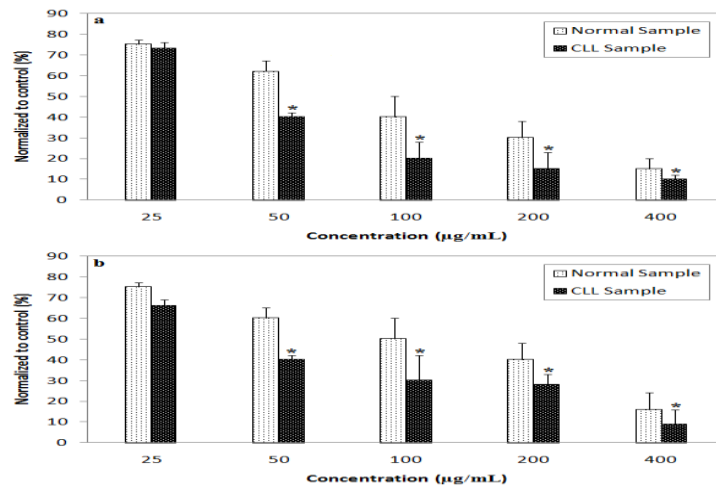 a
Normal Sample
CLL Sample
Normalized to control (%)
90
80
70
60
50
40
30
20
10
0
*
*
*
*
25 50 100 200 400
Concentration (µg/mL)
b
Normal Sample
CLL Sample
Normalized to control (%)
90
80
70
60
50
40
30
20
10
0
*
*
*
*
25 50 100 200 400
Concentration (µg/mL)